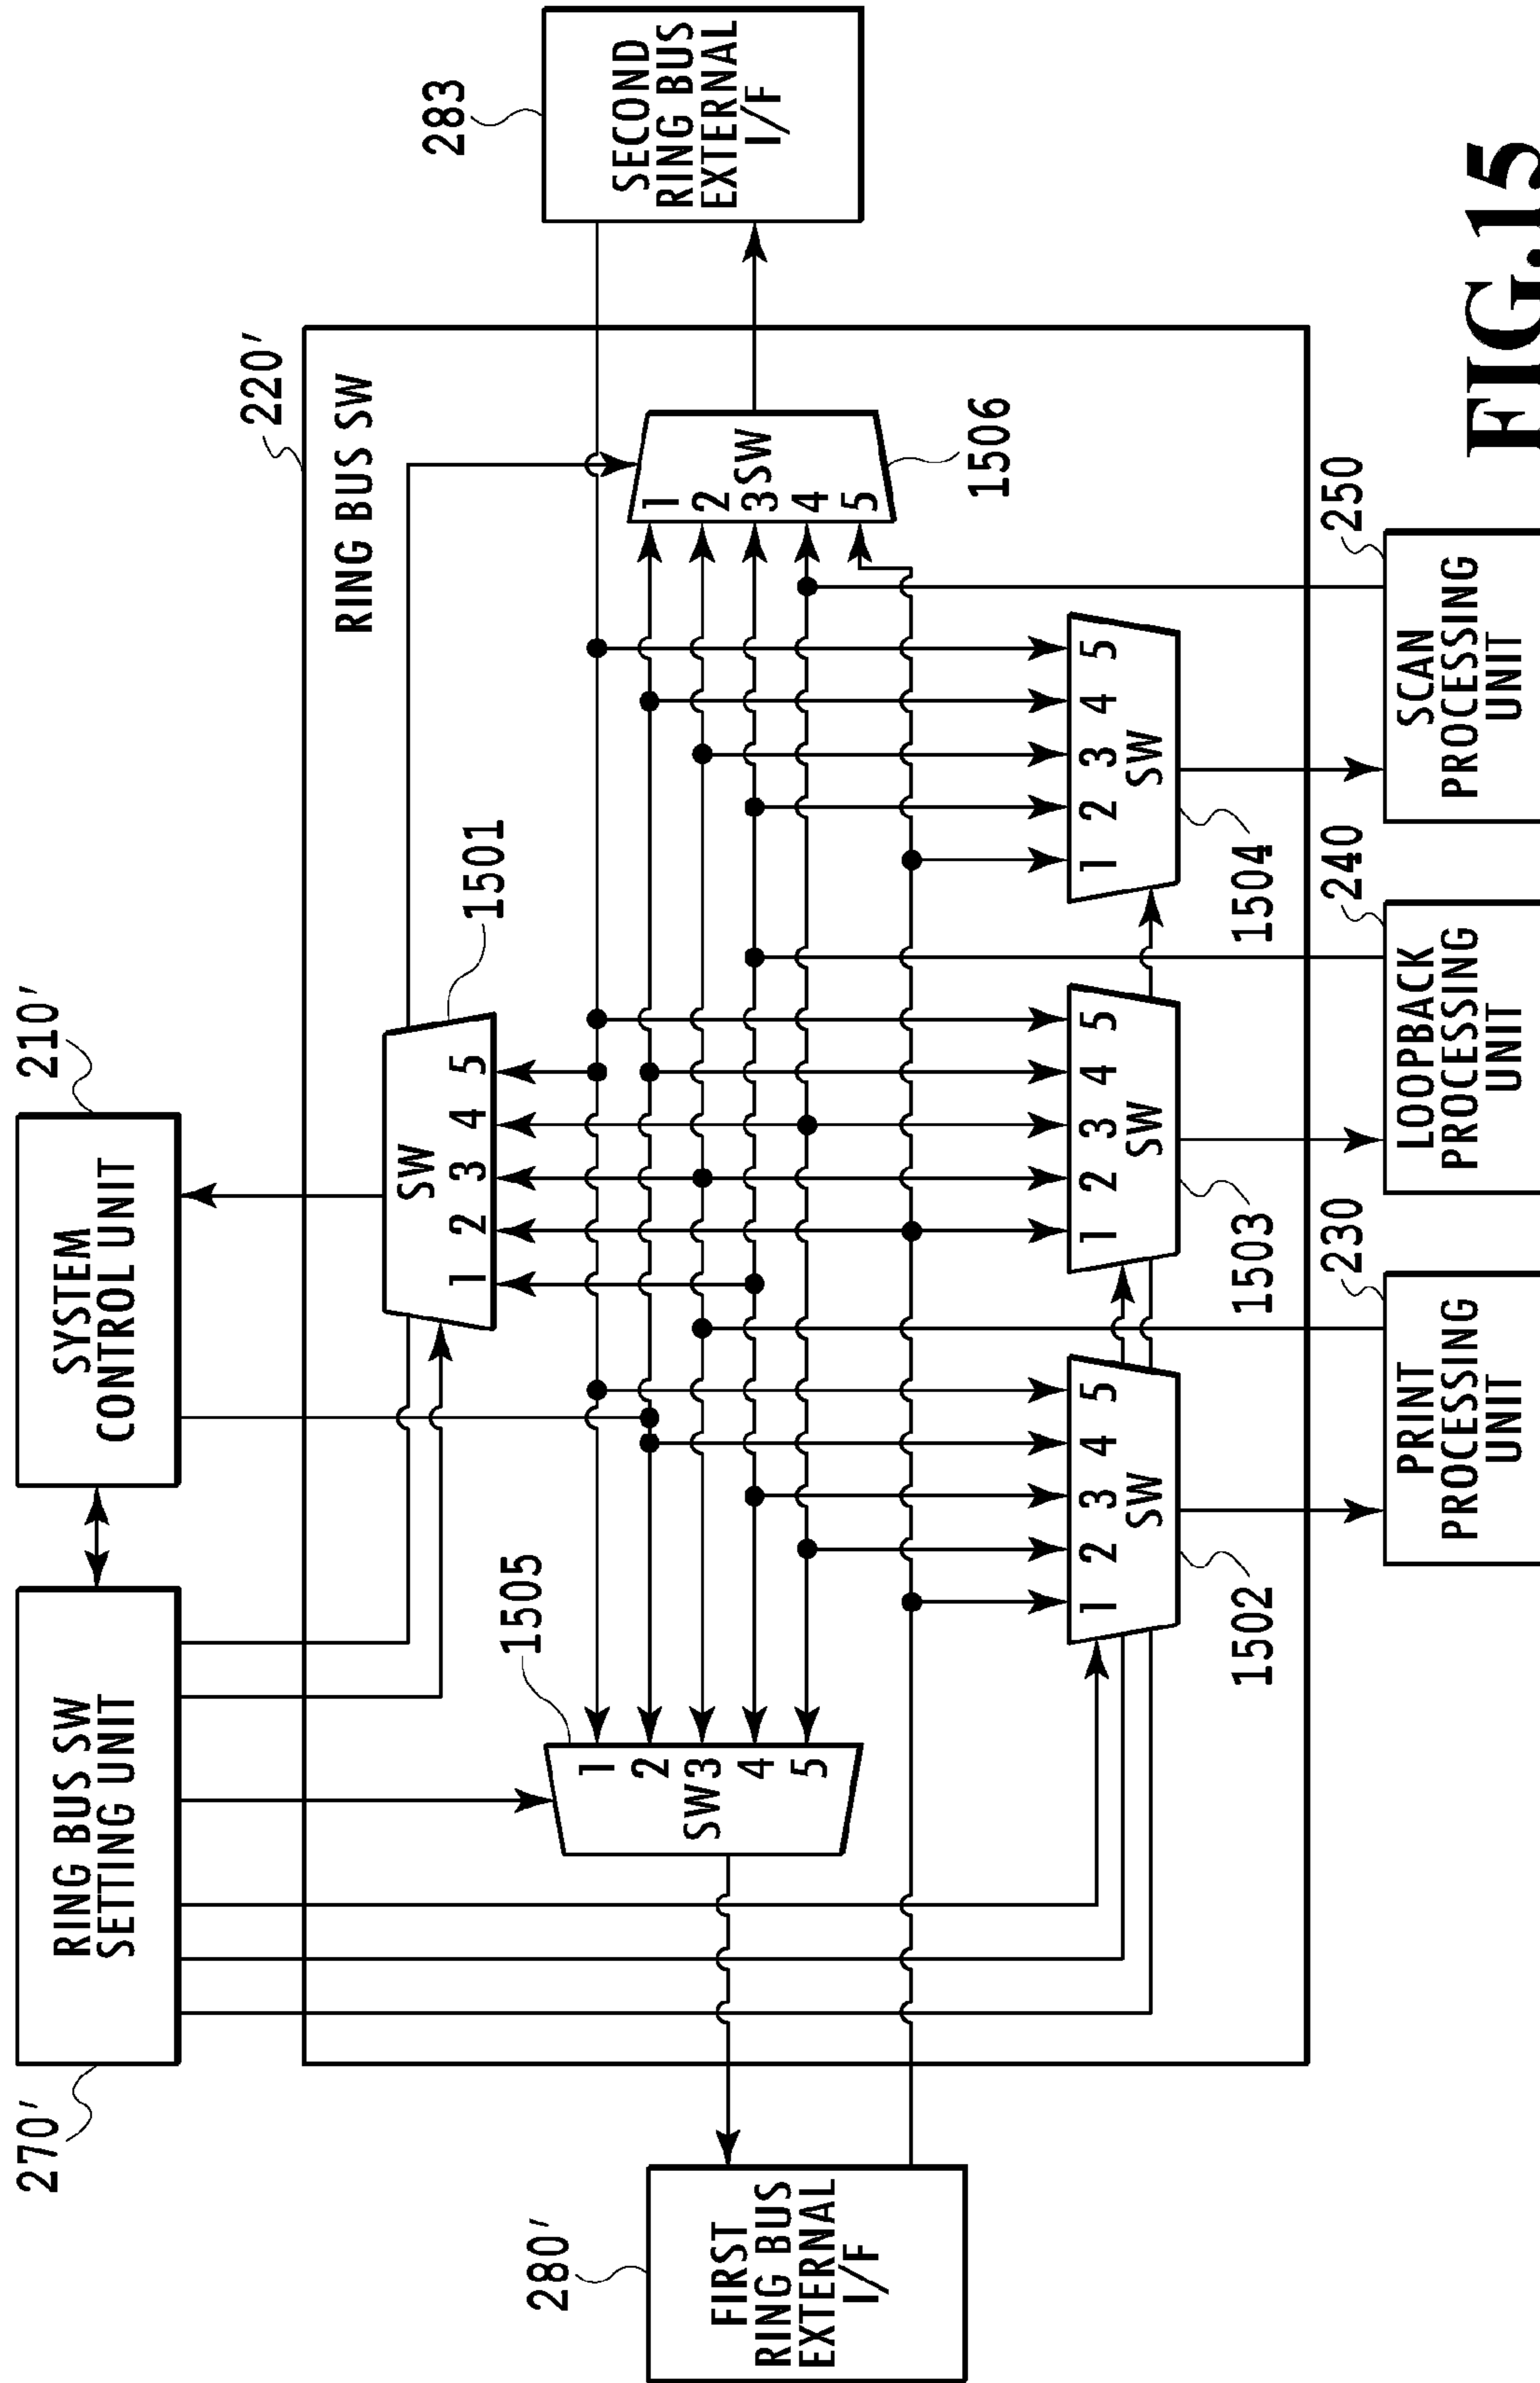 270'
RING BUS SW
SETTING UNIT
210'
SYSTEM
CONTROL UNIT
220'
RING BUS SW
280'
FIRST
RING BUS
EXTERNAL
I/F
283
SECOND
RING BUS
EXTERNAL
I/F
1505
1
2
SW3
4
5
1501
SW
1 2 3 4 5
1506
1
2
3SW
4
5
1502
1 2 3 4 5
SW
1503
1 2 3 4 5
SW
1504
1 2 3 4 5
SW
230
PRINT
PROCESSING
UNIT
240
LOOPBACK
PROCESSING
UNIT
250
SCAN
PROCESSING
UNIT
FIG.15